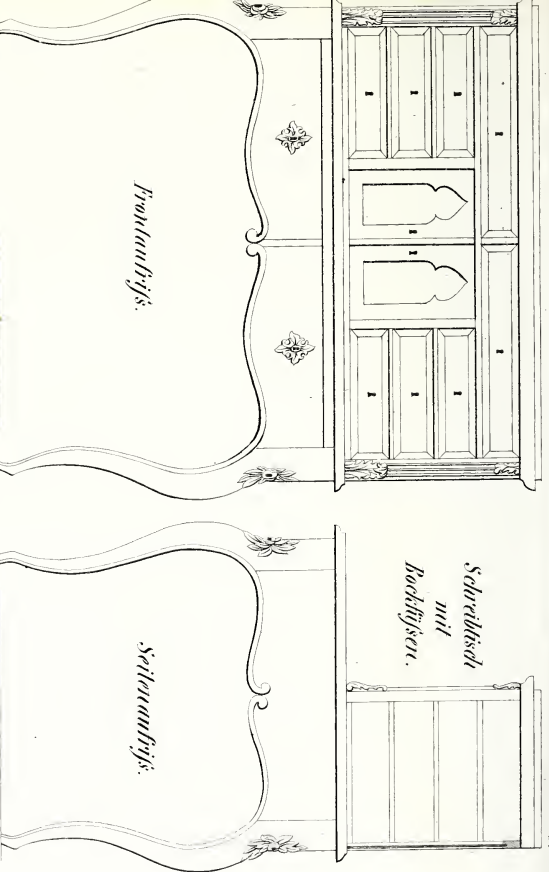 Schreibtisch
mit
Bockfüßen.
Frontaufriß.
Seitenaufriß.